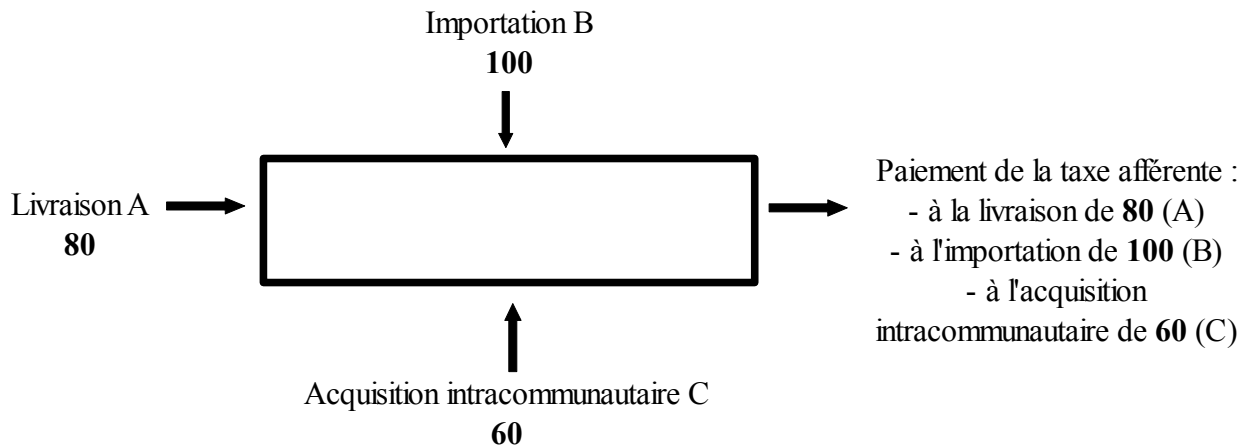 Importation B
100
Livraison A
80
Paiement de la taxe afférente :
- à la livraison de 80 (A)
- à l'importation de 100 (B)
- à l'acquisition
intracommunautaire de 60 (C)
Acquisition intracommunautaire C
60